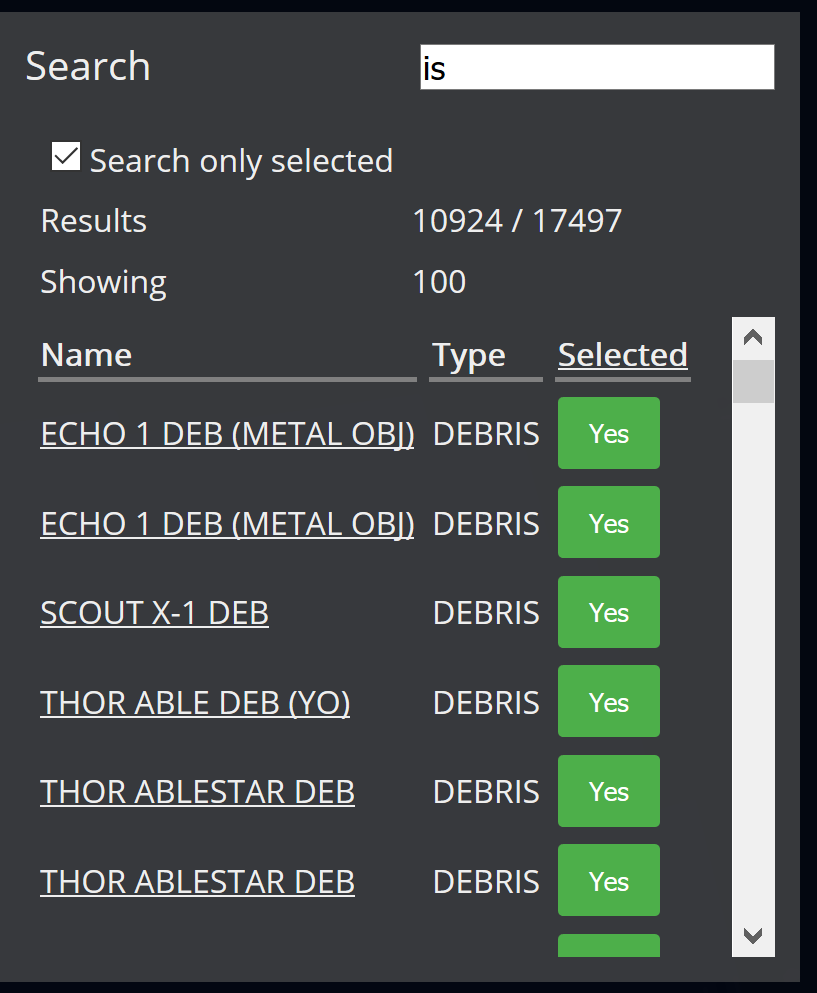 Search is
Search only selected
Results 10924 / 17497
Showing 100
Name Type Selected
ECHO 1 DEB (METAL OBJ) DEBRIS Yes
ECHO 1 DEB (METAL OBJ) DEBRIS Yes
SCOUT X-1 DEB DEBRIS Yes
THOR ABLE DEB (YO) DEBRIS Yes
THOR ABLESTAR DEB DEBRIS Yes
THOR ABLESTAR DEB DEBRIS Yes